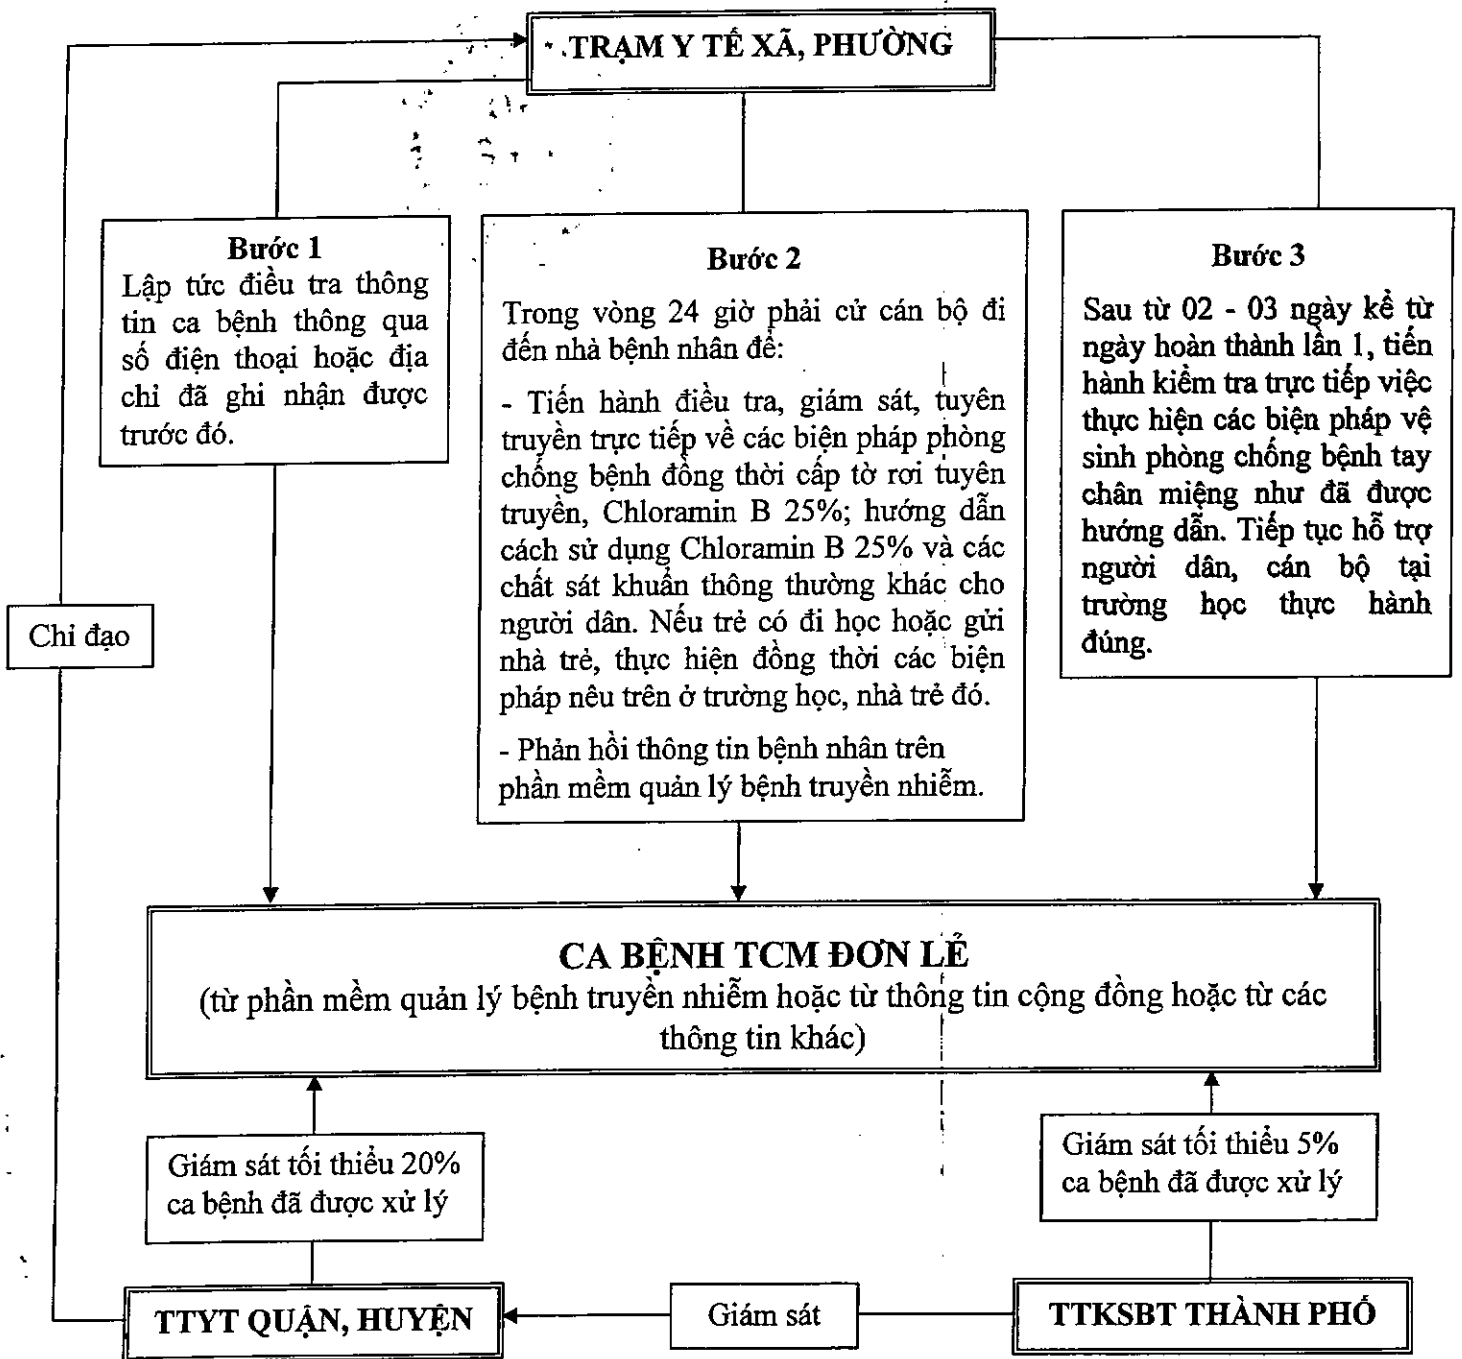 TRẠM Y TẾ XÃ, PHƯỜNG
Bước 1
Lập tức điều tra thông
tin ca bệnh thông qua
số điện thoại hoặc địa
chỉ đã ghi nhận được
trước đó.
Bước 2
Trong vòng 24 giờ phải cử cán bộ đi
đến nhà bệnh nhân để:
- Tiến hành điều tra, giám sát, tuyên
truyền trực tiếp về các biện pháp phòng
chống bệnh đồng thời cấp tờ rơi tuyên
truyền, Chloramin B 25%; hướng dẫn
cách sử dụng Chloramin B 25% và các
chất sát khuẩn thông thường khác cho
người dân. Nếu trẻ có đi học hoặc gửi
nhà trẻ, thực hiện đồng thời các biện
pháp nêu trên ở trường học, nhà trẻ đó.
- Phản hồi thông tin bệnh nhân trên
phần mềm quản lý bệnh truyền nhiễm.
Bước 3
Sau từ 02 - 03 ngày kể từ
ngày hoàn thành lần 1, tiến
hành kiểm tra trực tiếp việc
thực hiện các biện pháp vệ
sinh phòng chống bệnh tay
chân miệng như đã được
hướng dẫn. Tiếp tục hỗ trợ
người dân, cán bộ tại
trường học thực hành
đúng.
Chỉ đạo
CA BỆNH TCM ĐƠN LẺ
(từ phần mềm quản lý bệnh truyền nhiễm hoặc từ thông tin cộng đồng hoặc từ các
thông tin khác)
Giám sát tối thiểu 20%
ca bệnh đã được xử lý
Giám sát tối thiểu 5%
ca bệnh đã được xử lý
TTYT QUẬN, HUYỆN
Giám sát
TTKSBT THÀNH PHỐ